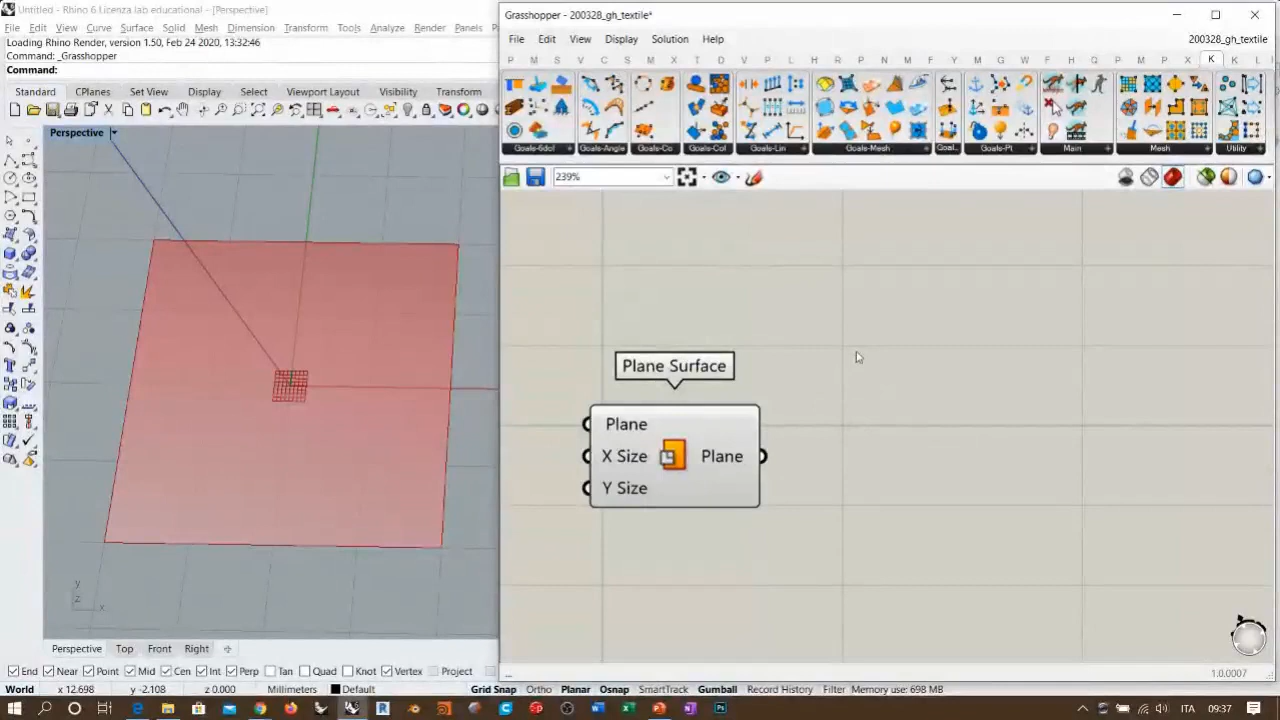 Untitled - Rhino 6 Licenza lab educational - [Perspective]
File Edit View Curve Surface Solid Mesh Dimension Transform Tools Analyze Render Panels
Loading Rhino Render, version 1.50, Feb 24 2020, 13:32:46
Command: _Grasshopper
Command:
Standard CPlanes Set View Display Select Viewport Layout Visibility Transform
Perspective
y
z x
Perspective Top Front Right
End Near Point Mid Cen Int Perp Tan Quad Knot Vertex Project
World x 12.698 y -2.108 z 0.000 Millimeters Default Grid Snap Ortho Planar Osnap SmartTrack Gumball Record History Filter Memory use: 698 MB
Grasshopper - 200328_gh_textile*
File Edit View Display Solution Help 200328_gh_textile*
P M S V C S M X T D V P L M A F Y J M W F K H A P M D T K L
Goals-6dof Goals-Angle Goals-Co Goals-Col Goals-Lin Goals-Mesh Goal.. Goals-Pt Main Mesh Utility
239%
Plane Surface
Plane
X Size Plane
Y Size
... 1.0.0007
ITA 09:37